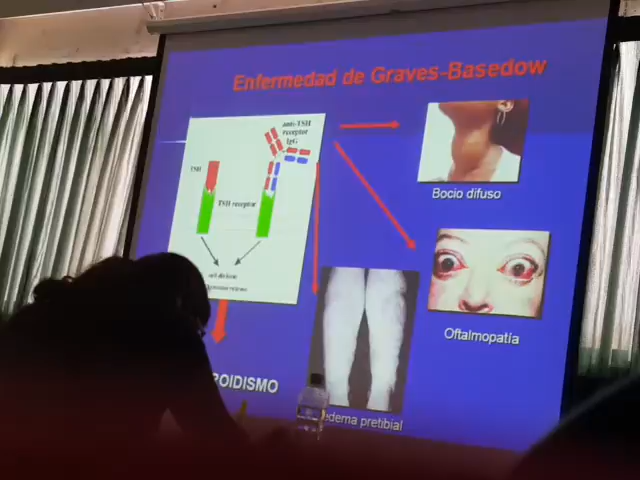 Enfermedad de Graves-Basedow
anti-TSH
receptor
IgG
TSH
TSH receptor
Bocio difuso
Oftalmopatía
ROIDISMO
edema pretibial